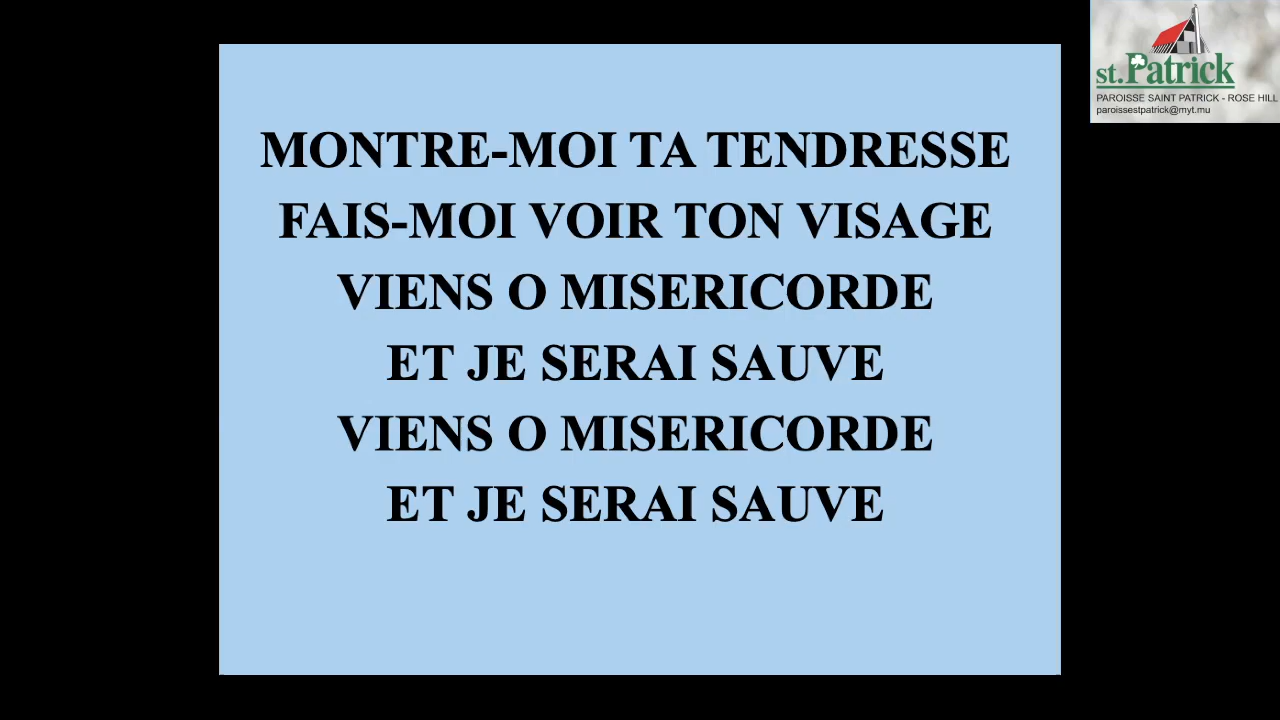 st.Patrick
PAROISSE SAINT PATRICK - ROSE HILL
paroissestpatrick@myt.mu
MONTRE-MOI TA TENDRESSE
FAIS-MOI VOIR TON VISAGE
VIENS O MISERICORDE
ET JE SERAI SAUVE
VIENS O MISERICORDE
ET JE SERAI SAUVE